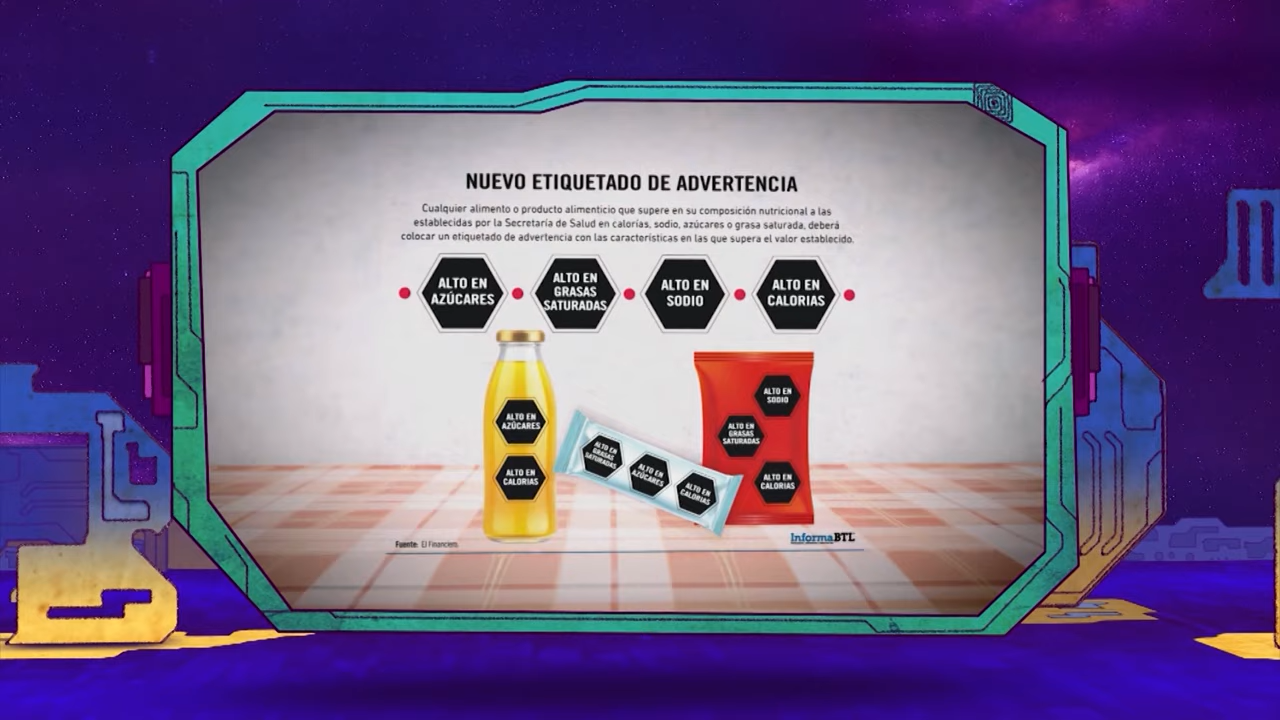 NUEVO ETIQUETADO DE ADVERTENCIA
Cualquier alimento o producto alimenticio que supere en su composición nutricional a las
establecidas por la Secretaría de Salud en calorías, sodio, azúcares o grasa saturada, deberá
colocar un etiquetado de advertencia con las características en las que supera el valor establecido.
ALTO EN
AZÚCARES
ALTO EN
GRASAS
SATURADAS
ALTO EN
SODIO
ALTO EN
CALORIAS
ALTO EN
AZÚCARES
ALTO EN
CALORIAS
ALTO EN
GRASAS
SATURADAS
ALTO EN
AZÚCARES
ALTO EN
CALORIAS
ALTO EN
SODIO
ALTO EN
GRASAS
SATURADAS
ALTO EN
CALORIAS
Fuente: El Financiero
InformaBTL